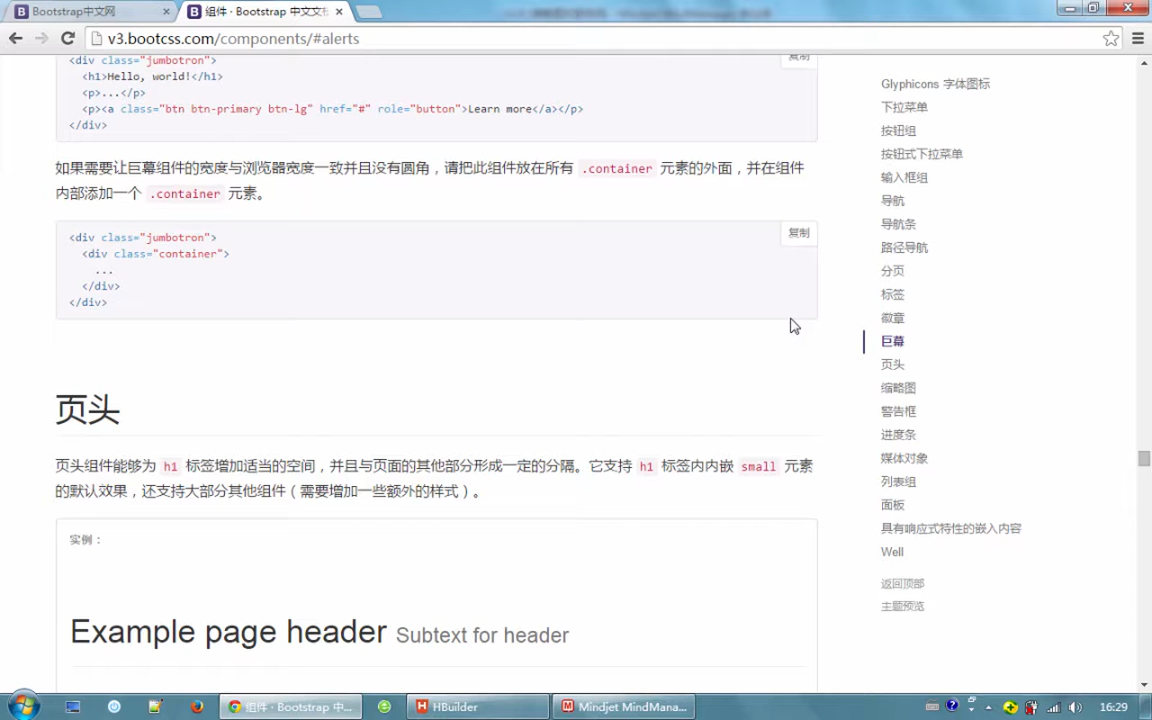 Bootstrap中文网
组件 · Bootstrap 中文文
v3.bootcss.com/components/#alerts
<div class="jumbotron">
<h1>Hello, world!</h1>
<p>...</p>
<p><a class="btn btn-primary btn-lg" href="#" role="button">Learn more</a></p>
</div>
复制
如果需要让巨幕组件的宽度与浏览器宽度一致并且没有圆角，请把此组件放在所有 .container 元素的外面，并在组件
内部添加一个 .container 元素。
<div class="jumbotron">
<div class="container">
...
</div>
</div>
复制
页头
页头组件能够为 h1 标签增加适当的空间，并且与页面的其他部分形成一定的分隔。它支持 h1 标签内内嵌 small 元素
的默认效果，还支持大部分其他组件（需要增加一些额外的样式）。
实例：
Example page header Subtext for header
Glyphicons 字体图标
下拉菜单
按钮组
按钮式下拉菜单
输入框组
导航
导航条
路径导航
分页
标签
徽章
巨幕
页头
缩略图
警告框
进度条
媒体对象
列表组
面板
具有响应式特性的嵌入内容
Well
返回顶部
主题预览
组件 · Bootstrap 中...
HBuilder
Mindjet MindMana...
16:29